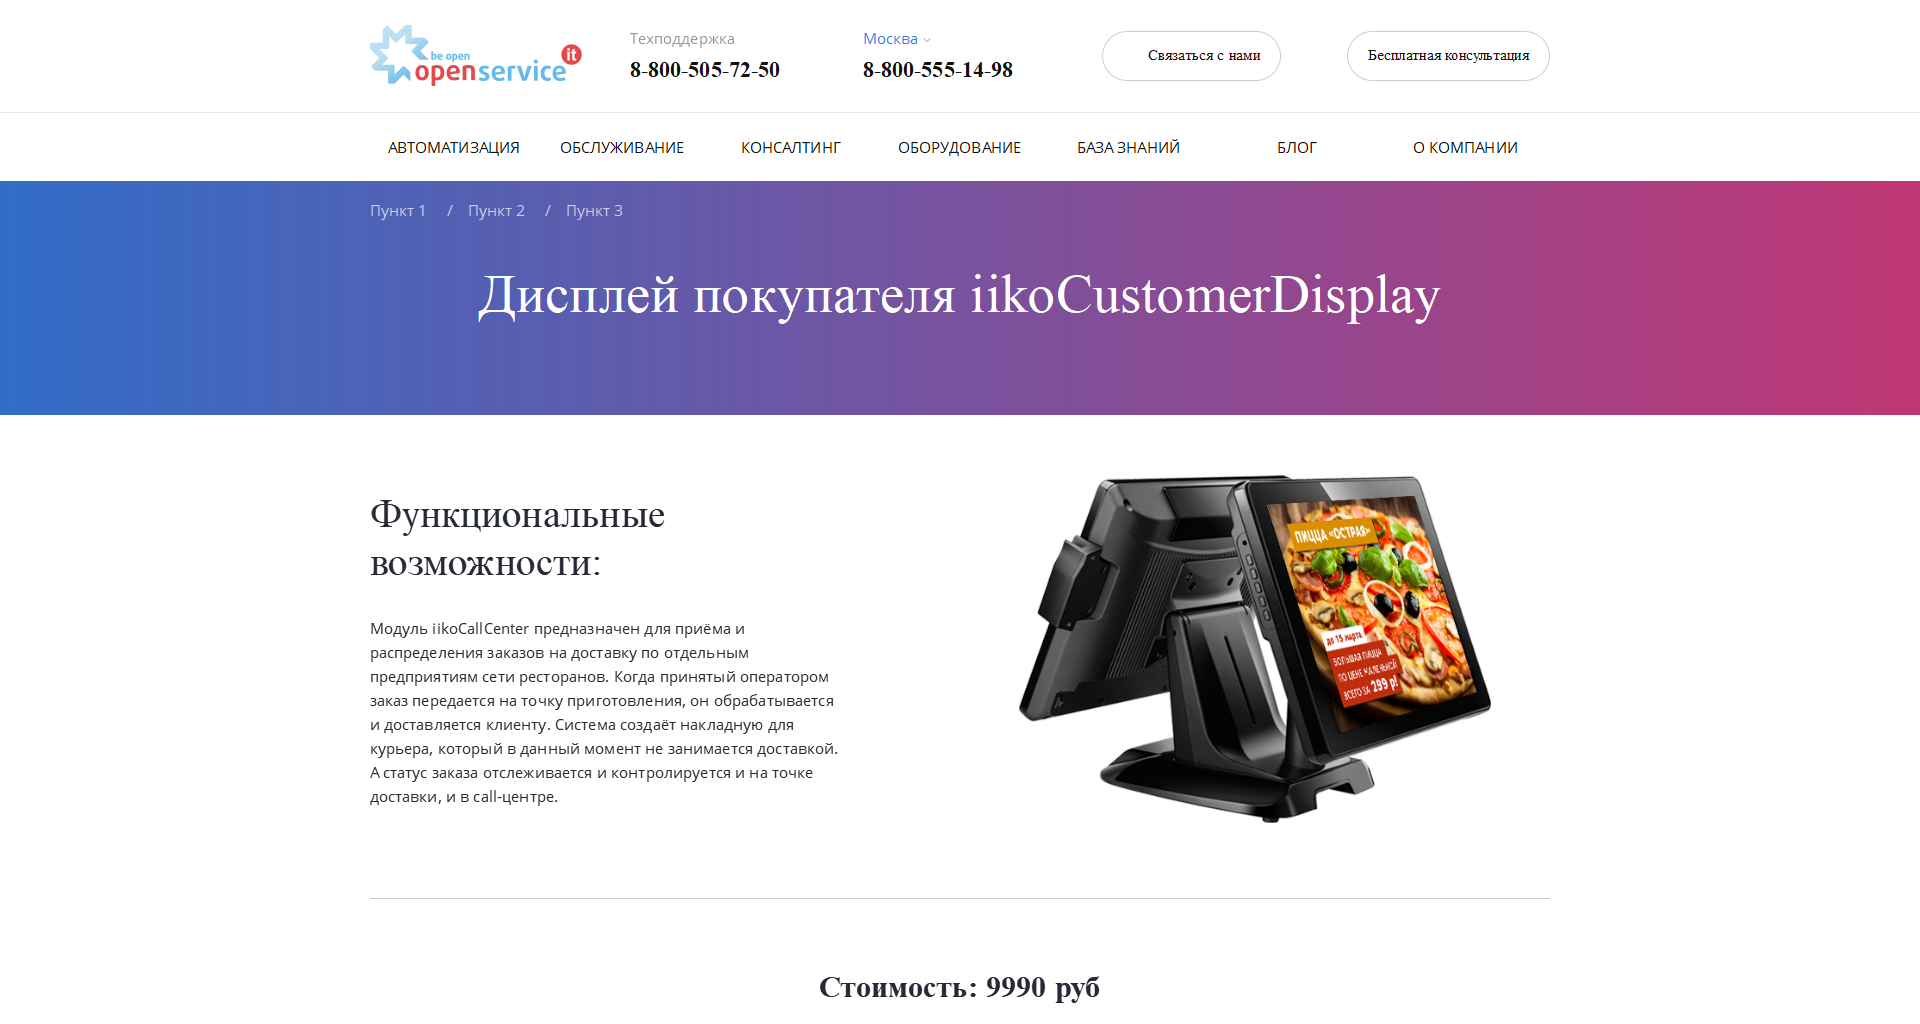 be open
openservice it
Техподдержка
8-800-505-72-50
Москва
8-800-555-14-98
Связаться с нами
Бесплатная консультация
АВТОМАТИЗАЦИЯ ОБСЛУЖИВАНИЕ КОНСАЛТИНГ ОБОРУДОВАНИЕ БАЗА ЗНАНИЙ БЛОГ О КОМПАНИИ
Пункт 1 / Пункт 2 / Пункт 3
Дисплей покупателя iikoCustomerDisplay
Функциональные
возможности:
Модуль iikoCallCenter предназначен для приёма и
распределения заказов на доставку по отдельным
предприятиям сети ресторанов. Когда принятый оператором
заказ передается на точку приготовления, он обрабатывается
и доставляется клиенту. Система создаёт накладную для
курьера, который в данный момент не занимается доставкой.
А статус заказа отслеживается и контролируется и на точке
доставки, и в call-центре.
ПИЦЦА «ОСТРАЯ»
до 15 марта
БОЛЬШАЯ ПИЦЦА
ПО ЦЕНЕ МАЛЕНЬКОЙ
ВСЕГО ЗА 299 р!
Стоимость: 9990 руб